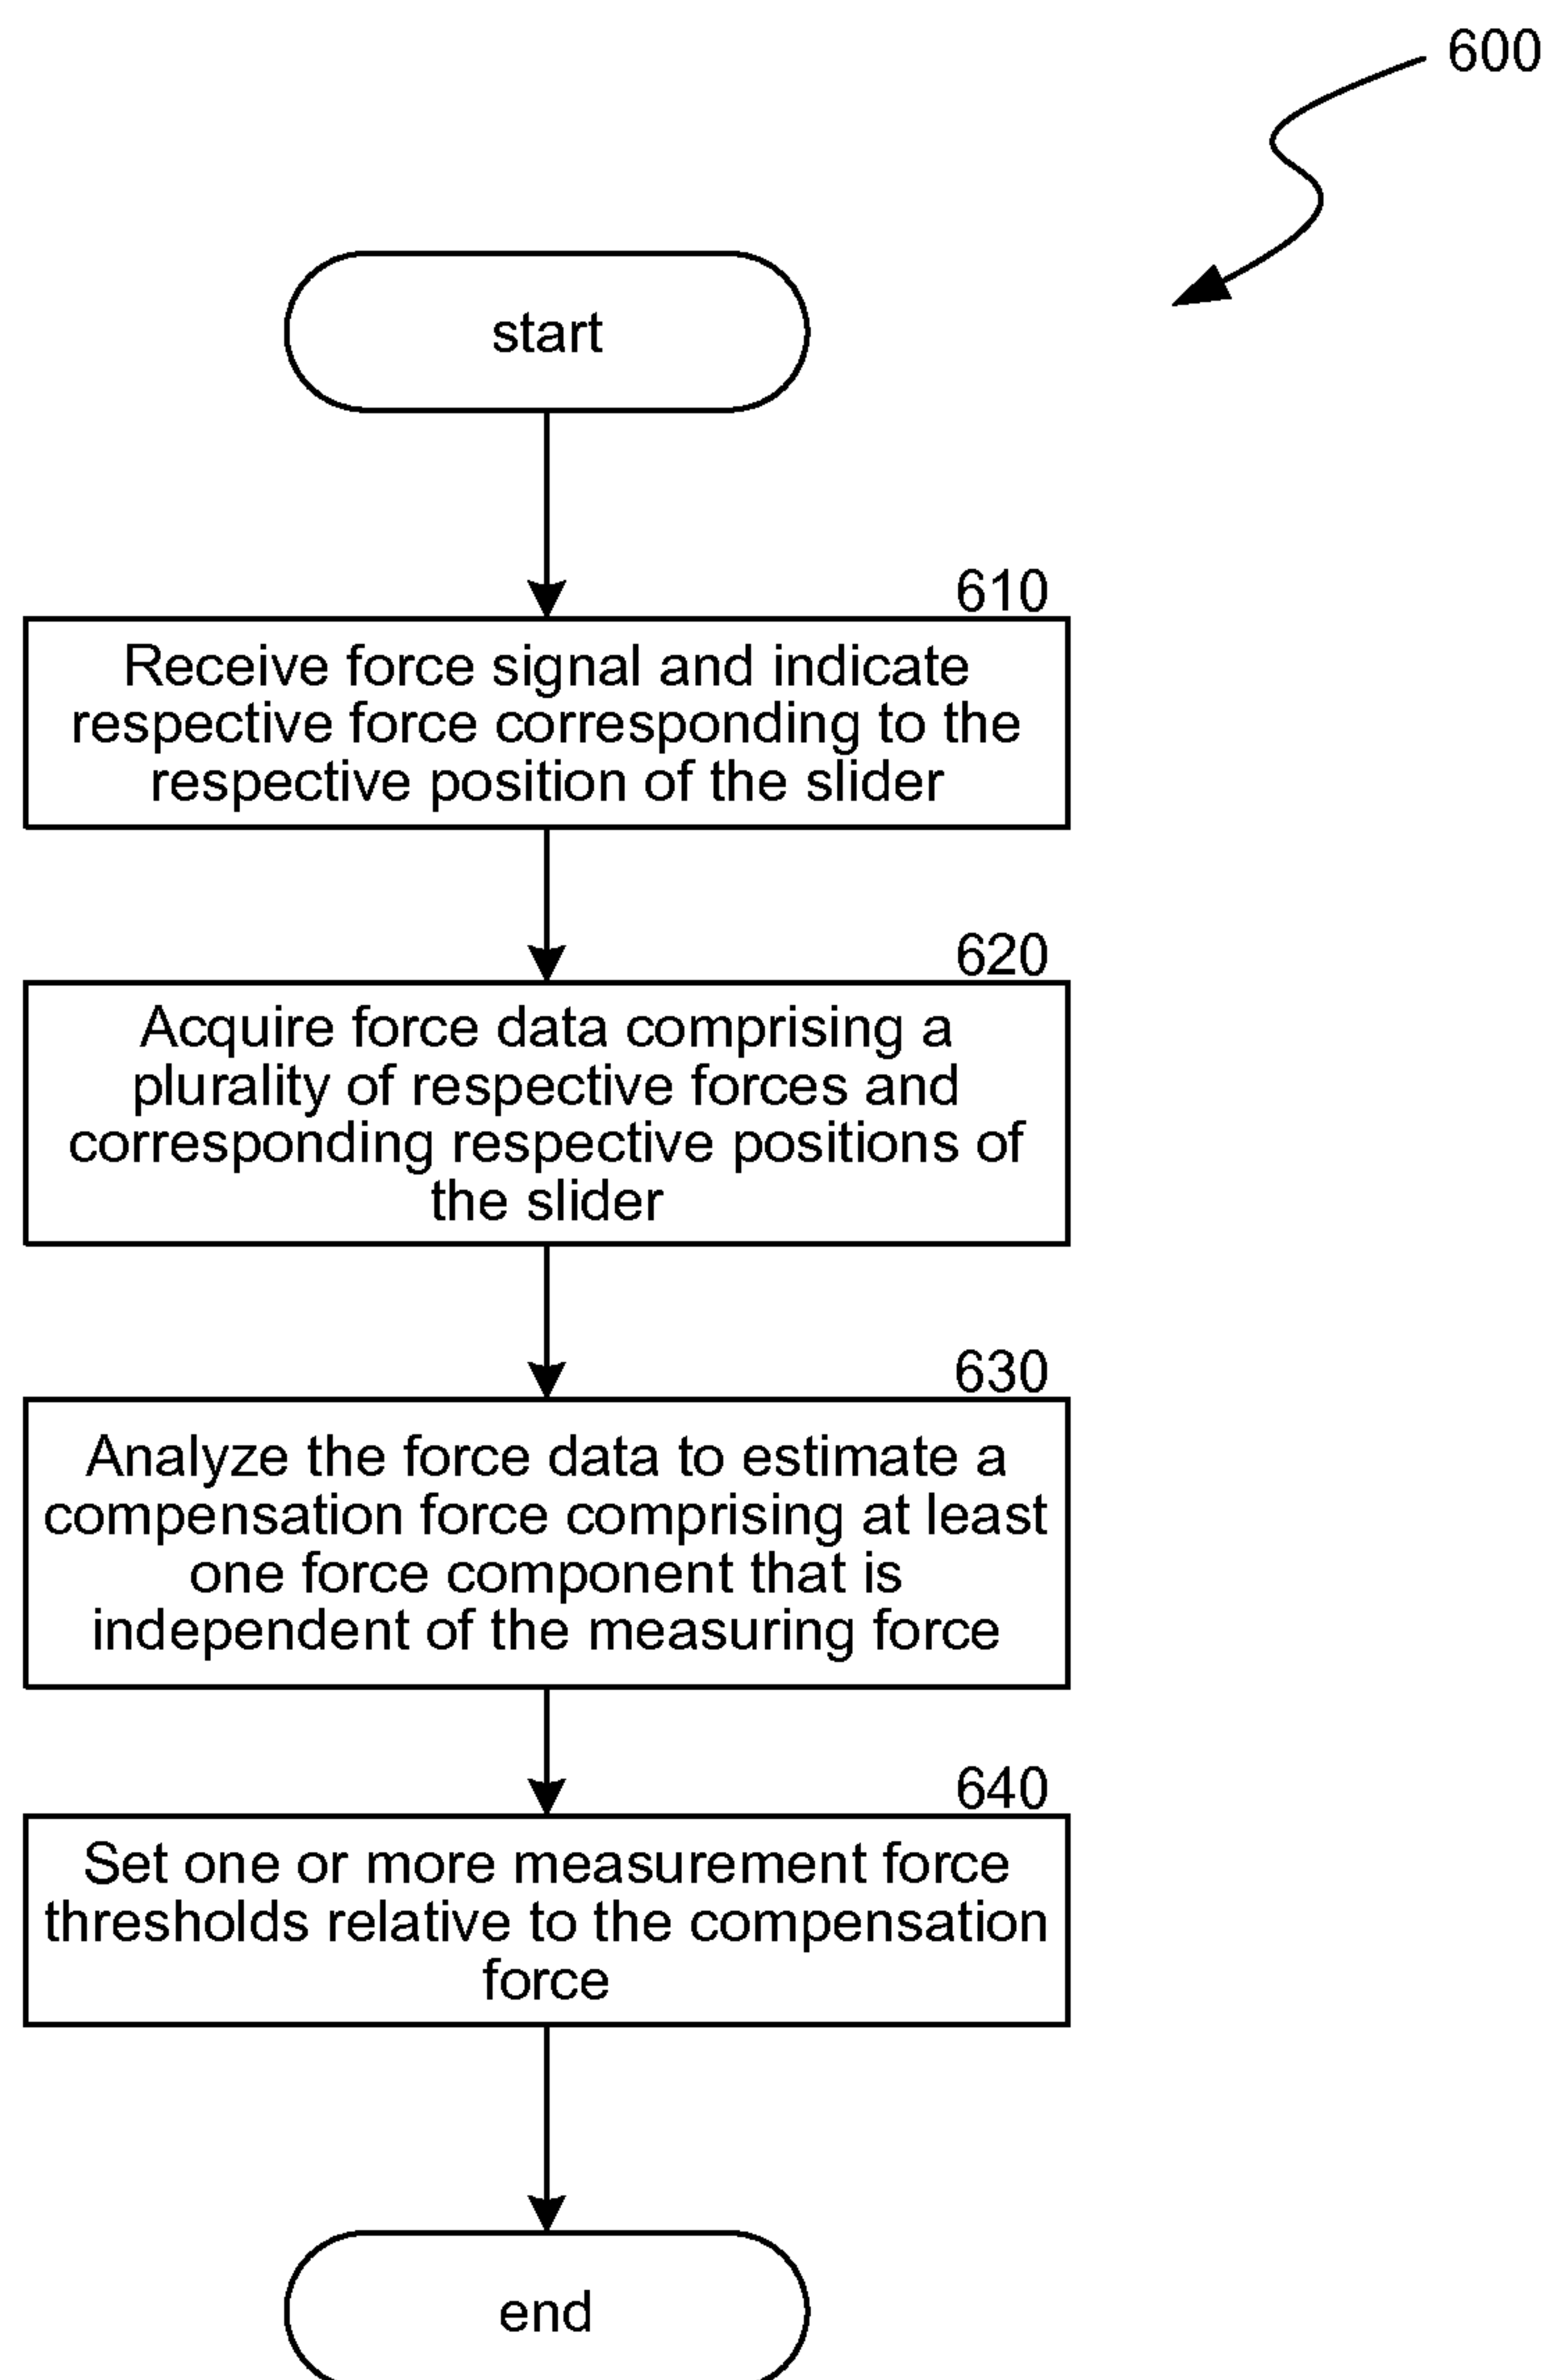 600
start
610
Receive force signal and indicate
respective force corresponding to the
respective position of the slider
620
Acquire force data comprising a
plurality of respective forces and
corresponding respective positions of
the slider
630
Analyze the force data to estimate a
compensation force comprising at least
one force component that is
independent of the measuring force
640
Set one or more measurement force
thresholds relative to the compensation
force
end